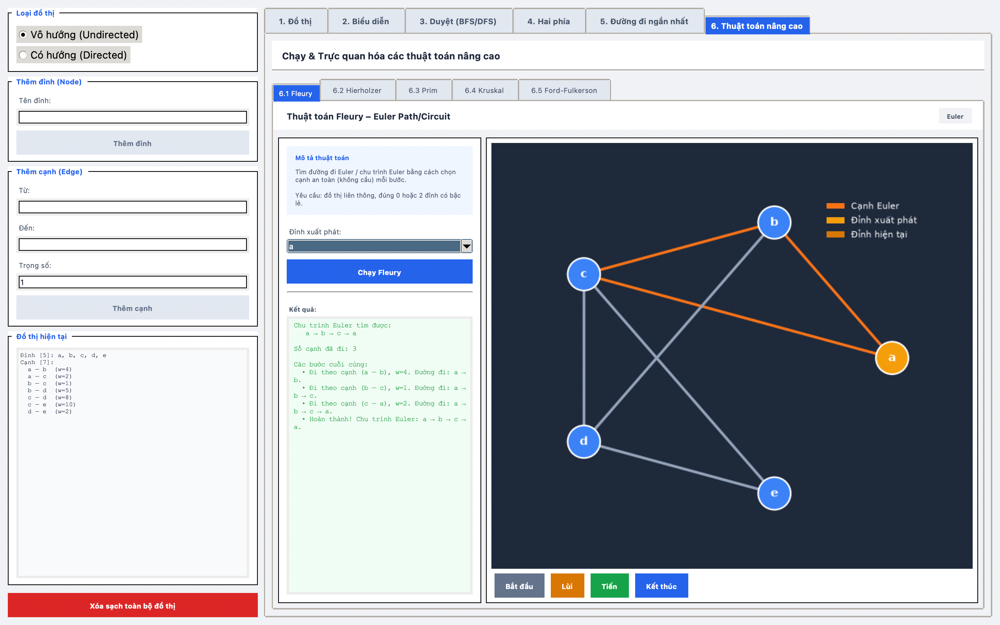 Loại đồ thị
Vô hướng (Undirected)
Có hướng (Directed)
Thêm đỉnh (Node)
Tên đỉnh:
Thêm đỉnh
Thêm cạnh (Edge)
Từ:
Đến:
Trọng số:
1
Thêm cạnh
Đồ thị hiện tại
Đỉnh [5]: a, b, c, d, e
Cạnh [7]:
a — b (w=4)
a — c (w=2)
b — c (w=1)
b — d (w=5)
c — d (w=8)
c — e (w=10)
d — e (w=2)
Xóa sạch toàn bộ đồ thị
1. Đồ thị
2. Biểu diễn
3. Duyệt (BFS/DFS)
4. Hai phía
5. Đường đi ngắn nhất
6. Thuật toán nâng cao
Chạy & Trực quan hóa các thuật toán nâng cao
6.1 Fleury
6.2 Hierholzer
6.3 Prim
6.4 Kruskal
6.5 Ford-Fulkerson
Thuật toán Fleury – Euler Path/Circuit
Euler
Mô tả thuật toán
Tìm đường đi Euler / chu trình Euler bằng cách chọn
cạnh an toàn (không cầu) mỗi bước.
Yêu cầu: đồ thị liên thông, đúng 0 hoặc 2 đỉnh có bậc
lẻ.
Đỉnh xuất phát:
a
Chạy Fleury
Kết quả:
Chu trình Euler tìm được:
a → b → c → a
Số cạnh đã đi: 3
Các bước cuối cùng:
• Đi theo cạnh (a — b), w=4. Đường đi: a →
b.
• Đi theo cạnh (b — c), w=1. Đường đi: a →
b → c.
• Đi theo cạnh (c — a), w=2. Đường đi: a →
b → c → a.
• Hoàn thành! Chu trình Euler: a → b → c →
a.
Cạnh Euler
Đỉnh xuất phát
Đỉnh hiện tại
b
c
a
d
e
Bắt đầu
Lùi
Tiến
Kết thúc